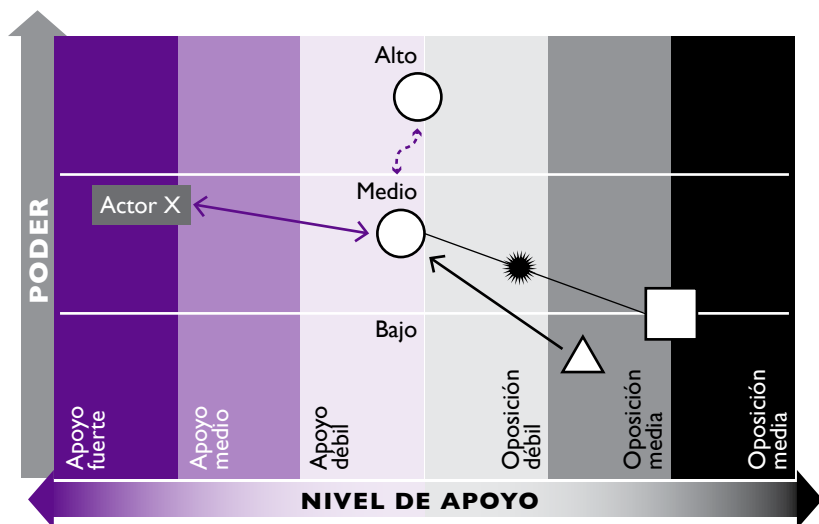 Alto
Actor X
Medio
PODER
Bajo
Apoyo
fuerte
Apoyo
medio
Apoyo
débil
Oposición
débil
Oposición
media
Oposición
media
NIVEL DE APOYO